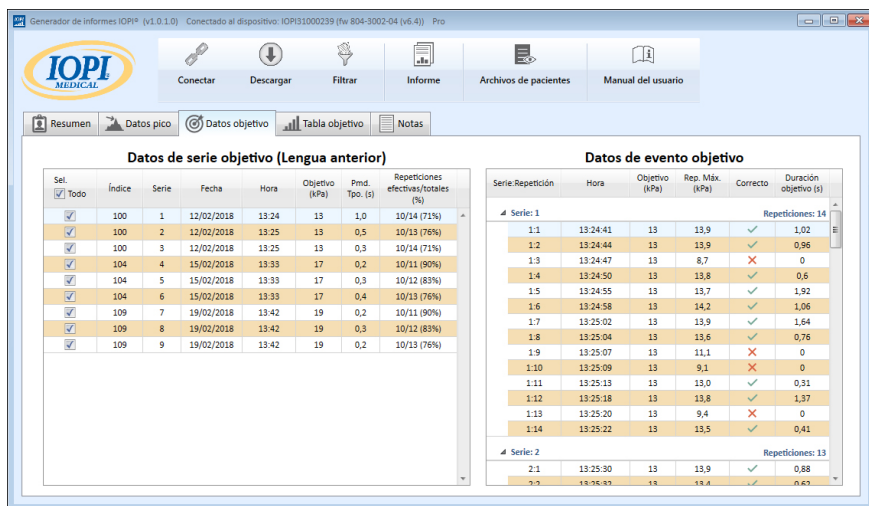 Generador de informes IOPI® (v1.0.1.0) Conectado al dispositivo: IOPI31000239 (fw 804-3002-04 (v6.4)) Pro
IOPI
MEDICAL
Conectar Descargar Filtrar Informe Archivos de pacientes Manual del usuario
Resumen Datos pico Datos objetivo Tabla objetivo Notas
Datos de serie objetivo (Lengua anterior)
Sel. Todo Índice Serie Fecha Hora Objetivo (kPa) Pmd. Tpo. (s) Repeticiones efectivas/totales (%)
100 1 12/02/2018 13:24 13 1,0 10/14 (71%)
100 2 12/02/2018 13:25 13 0,5 10/13 (76%)
100 3 12/02/2018 13:25 13 0,3 10/14 (71%)
104 4 15/02/2018 13:33 17 0,2 10/11 (90%)
104 5 15/02/2018 13:33 17 0,3 10/12 (83%)
104 6 15/02/2018 13:33 17 0,4 10/13 (76%)
109 7 19/02/2018 13:42 19 0,2 10/11 (90%)
109 8 19/02/2018 13:42 19 0,3 10/12 (83%)
109 9 19/02/2018 13:42 19 0,2 10/13 (76%)
Datos de evento objetivo
Serie:Repetición Hora Objetivo (kPa) Rep. Máx. (kPa) Correcto Duración objetivo (s)
Serie: 1 Repeticiones: 14
1:1 13:24:41 13 13,9 1,02
1:2 13:24:44 13 13,9 0,96
1:3 13:24:47 13 8,7 0
1:4 13:24:50 13 13,8 0,6
1:5 13:24:55 13 13,7 1,92
1:6 13:24:58 13 14,2 1,06
1:7 13:25:02 13 13,9 1,64
1:8 13:25:04 13 13,6 0,76
1:9 13:25:07 13 11,1 0
1:10 13:25:09 13 9,1 0
1:11 13:25:13 13 13,0 0,31
1:12 13:25:18 13 13,8 1,37
1:13 13:25:20 13 9,4 0
1:14 13:25:22 13 13,5 0,41
Serie: 2 Repeticiones: 13
2:1 13:25:30 13 13,9 0,88
2:2 13:25:32 13 13,4 0,62